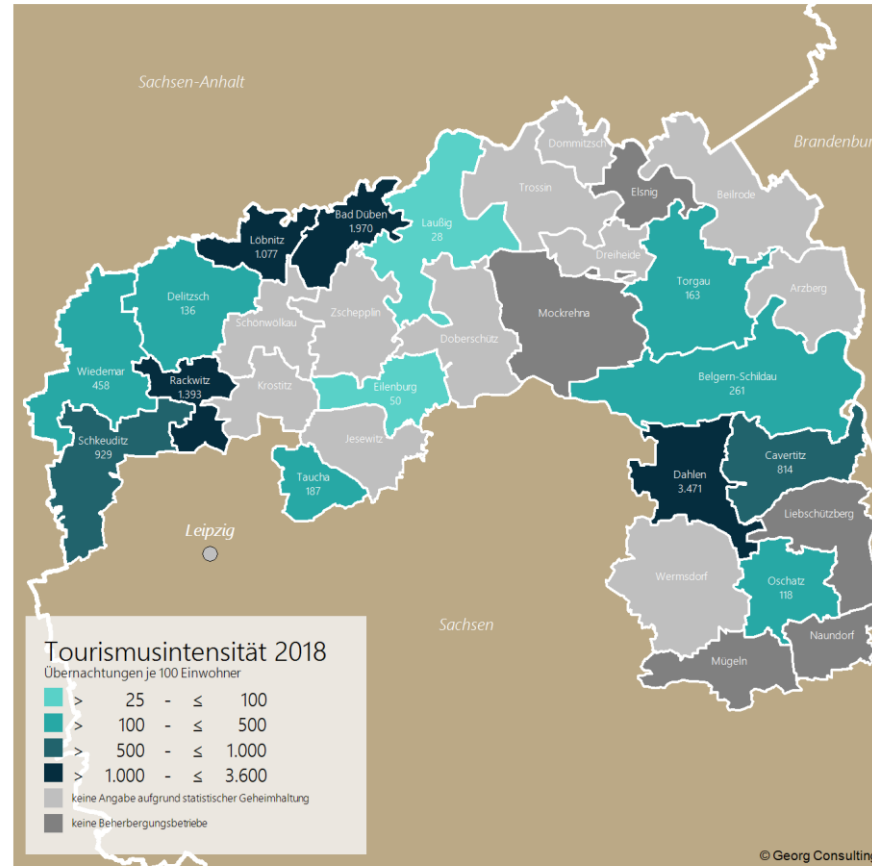 Sachsen-Anhalt
Brandenbur
Dommitzsch
Trossin
Elsnig
Beilrode
Bad Düben
1.970
Laußig
28
Löbnitz
1.077
Dreiheide
Torgau
163
Arzberg
Delitzsch
136
Schönwölkau
Zschepplin
Mockrehna
Doberschütz
Wiedemar
458
Rackwitz
1.393
Krostitz
Eilenburg
50
Belgern-Schildau
261
Schkeuditz
929
Jesewitz
Taucha
187
Dahlen
3.471
Cavertitz
814
Liebschützberg
Leipzig
Wermsdorf
Oschatz
118
Sachsen
Naundorf
Mügeln
Tourismusintensität 2018
Übernachtungen je 100 Einwohner
> 25 - ≤ 100
> 100 - ≤ 500
> 500 - ≤ 1.000
> 1.000 - ≤ 3.600
keine Angabe aufgrund statistischer Geheimhaltung
keine Beherbergungsbetriebe
© Georg Consulting